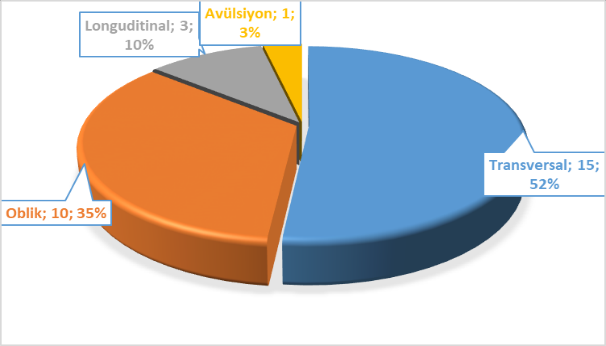 Avülsiyon; 1;
3%
Longuditinal; 3;
10%
Transversal; 15;
52%
Oblik; 10; 35%